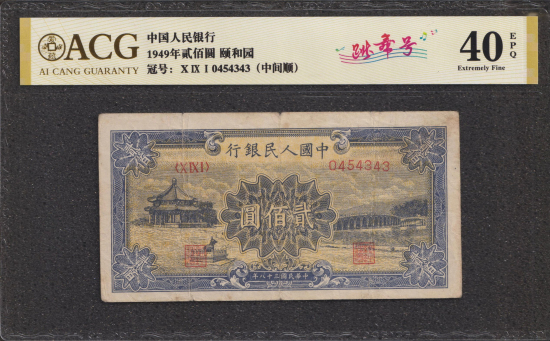 ACG
AI CANG GUARANTY
中国人民银行
1949年贰佰圆 颐和园
冠号: X IX I 0454343 (中间顺)
跳舞号
40
EPQ
Extremely Fine
行銀民人國中
(X IX I)
0454343
圓佰貳
年八十三國民華中